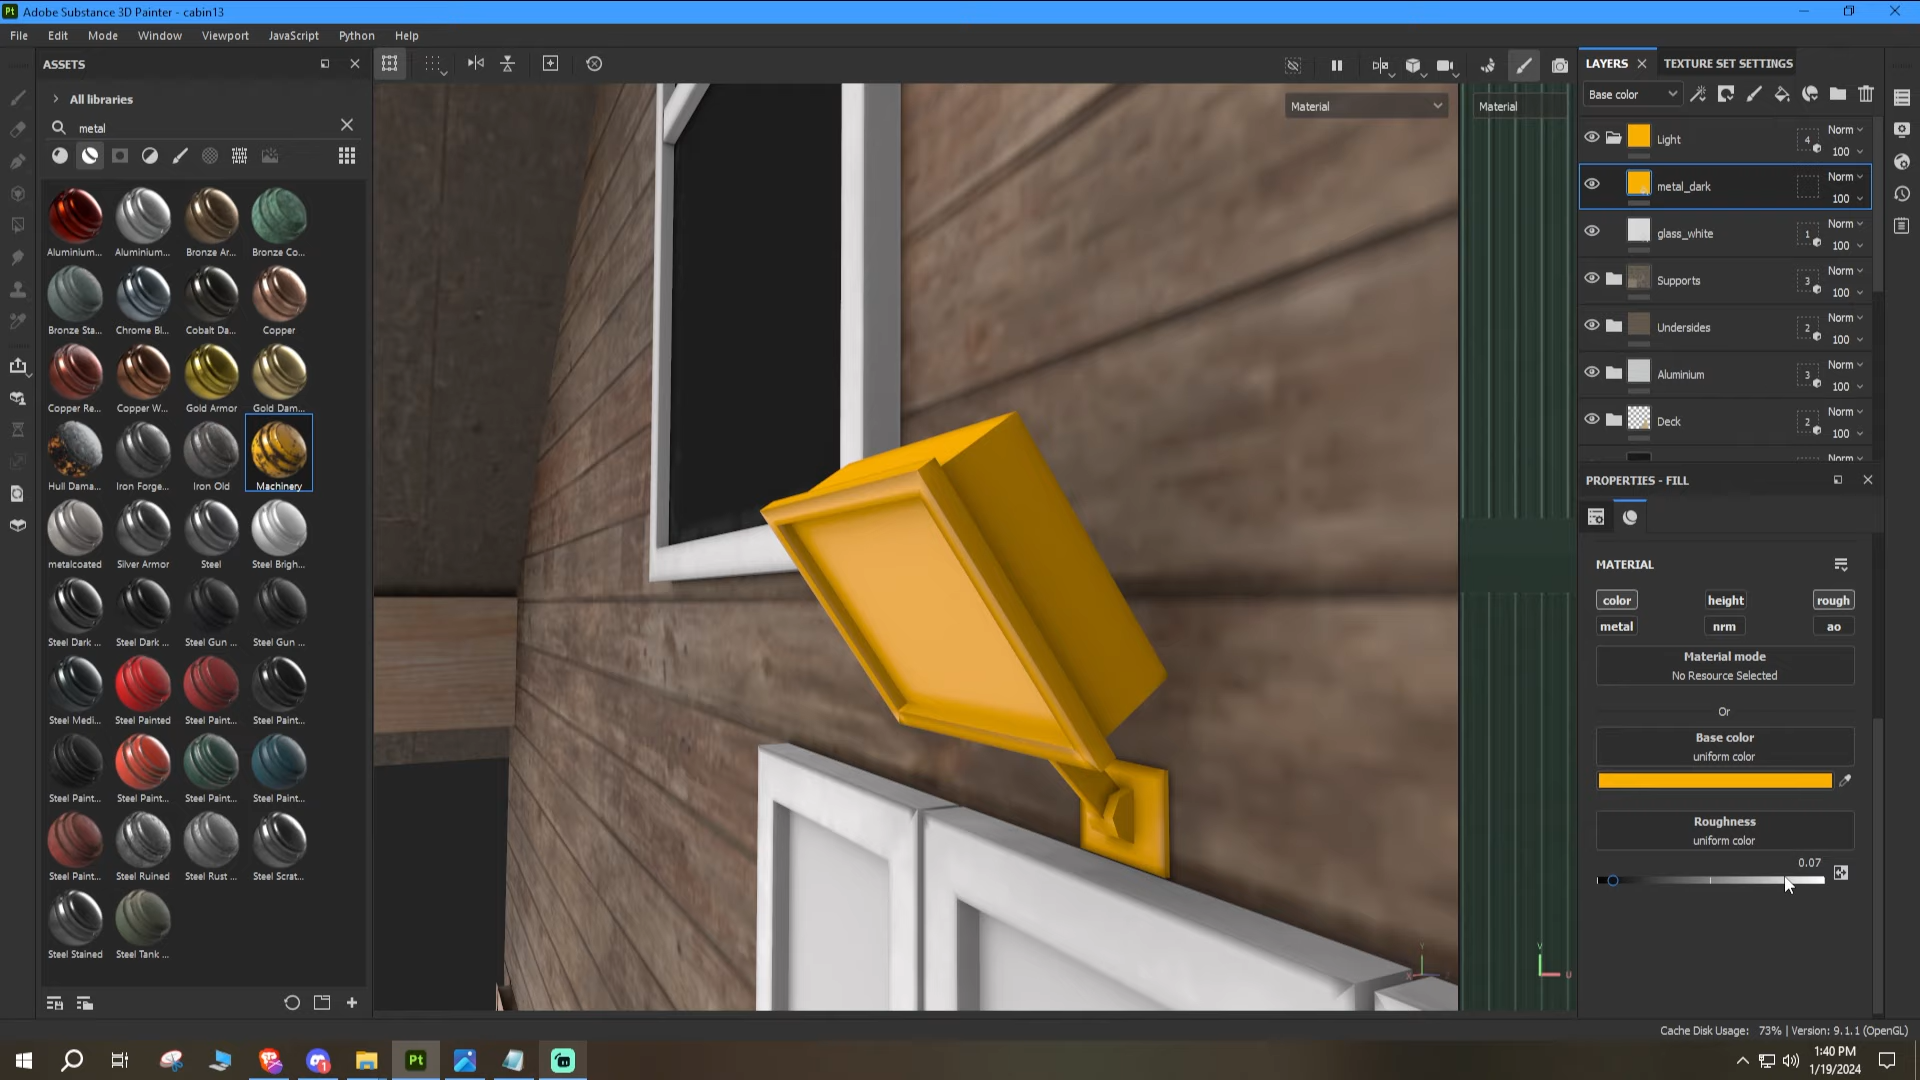 Adobe Substance 3D Painter - cabin13
File Edit Mode Window Viewport JavaScript Python Help
ASSETS
All libraries
metal
Aluminium... Aluminium... Bronze Ar... Bronze Co...
Bronze Sta... Chrome Bl... Cobalt Da... Copper
Copper Re... Copper W... Gold Armor Gold Dam...
Hull Dama... Iron Forge... Iron Old Machinery
metalcoated Silver Armor Steel Steel Brigh...
Steel Dark ... Steel Dark ... Steel Gun ... Steel Gun ...
Steel Medi... Steel Painted Steel Paint... Steel Paint...
Steel Paint... Steel Paint... Steel Paint... Steel Paint...
Steel Paint... Steel Ruined Steel Rust ... Steel Scrat...
Steel Stained Steel Tank ...
Material
Material
LAYERS
TEXTURE SET SETTINGS
Base color
Light 4 Norm 100
metal_dark Norm 100
glass_white 1 Norm 100
Supports 3 Norm 100
Undersides 2 Norm 100
Aluminium 3 Norm 100
Deck 2 Norm 100
Norm
PROPERTIES - FILL
MATERIAL
color height rough
metal nrm ao
Material mode
No Resource Selected
Or
Base color
uniform color
Roughness
uniform color
0.07
Cache Disk Usage: 73% | Version: 9.1.1 (OpenGL)
Pt
1:40 PM
1/19/2024